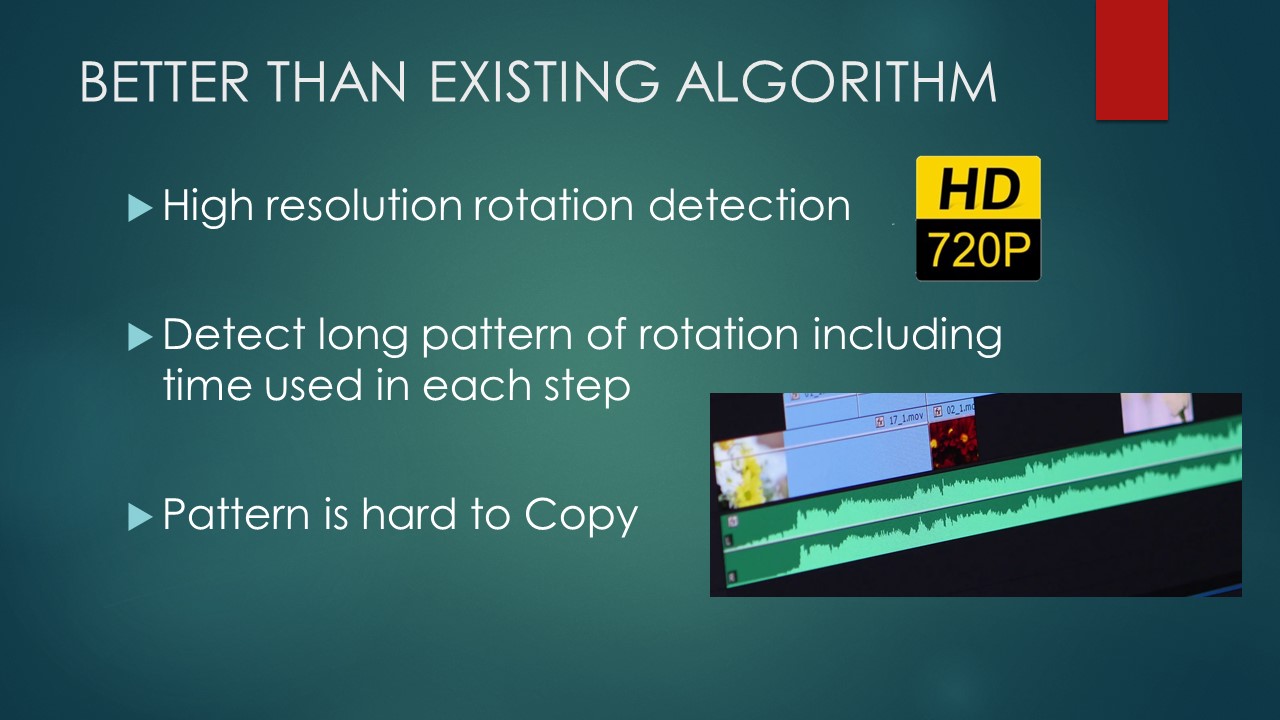 BETTER THAN EXISTING ALGORITHM
High resolution rotation detection
HD
720P
Detect long pattern of rotation including
time used in each step
17_1.mov
02_1.mo
Pattern is hard to Copy